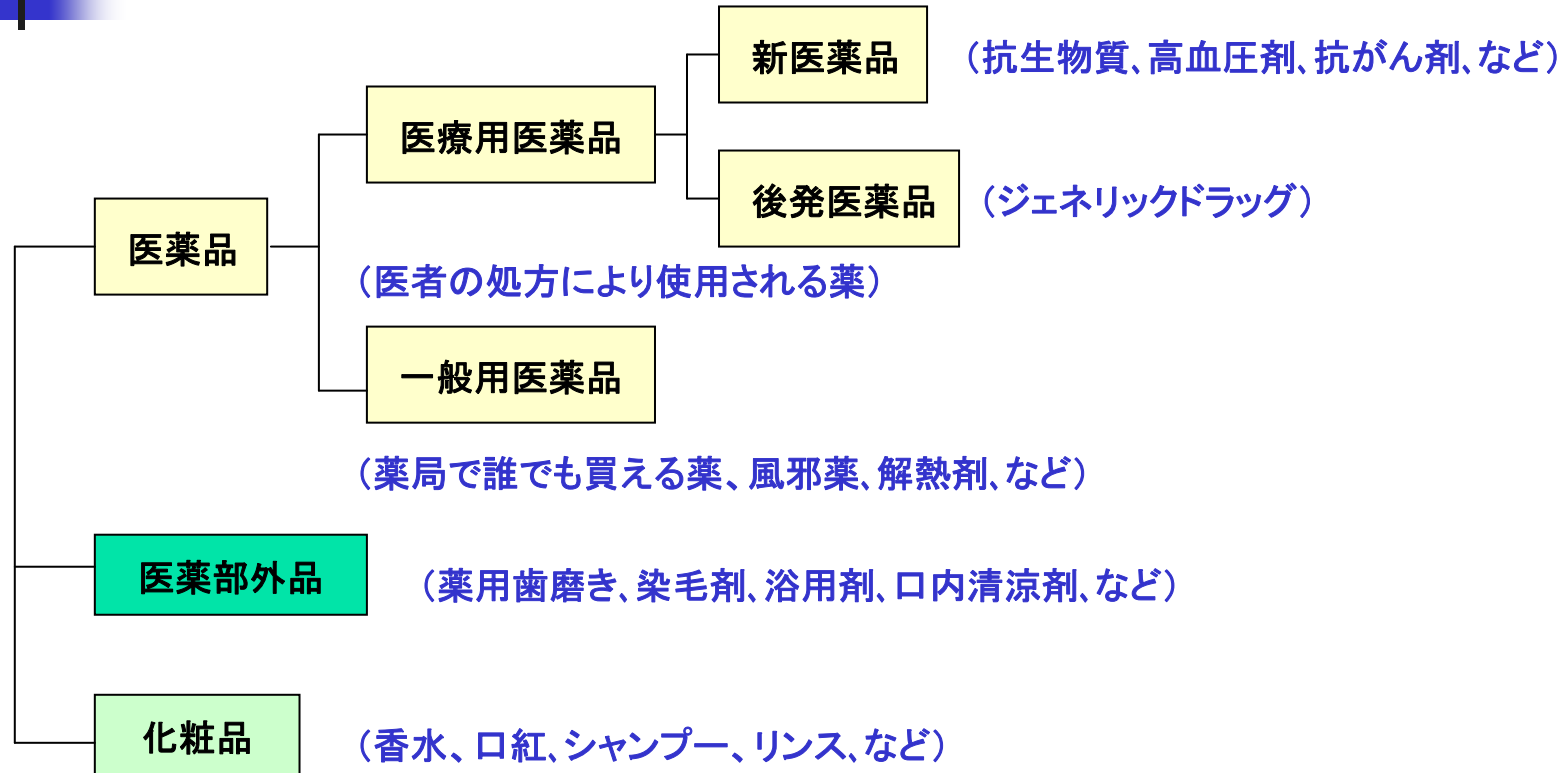 新医薬品
（抗生物質、高血圧剤、抗がん剤、など）
医療用医薬品
後発医薬品
（ジェネリックドラッグ）
医薬品
（医者の処方により使用される薬）
一般用医薬品
（薬局で誰でも買える薬、風邪薬、解熱剤、など）
医薬部外品
（薬用歯磨き、染毛剤、浴用剤、口内清涼剤、など）
化粧品
（香水、口紅、シャンプー、リンス、など）